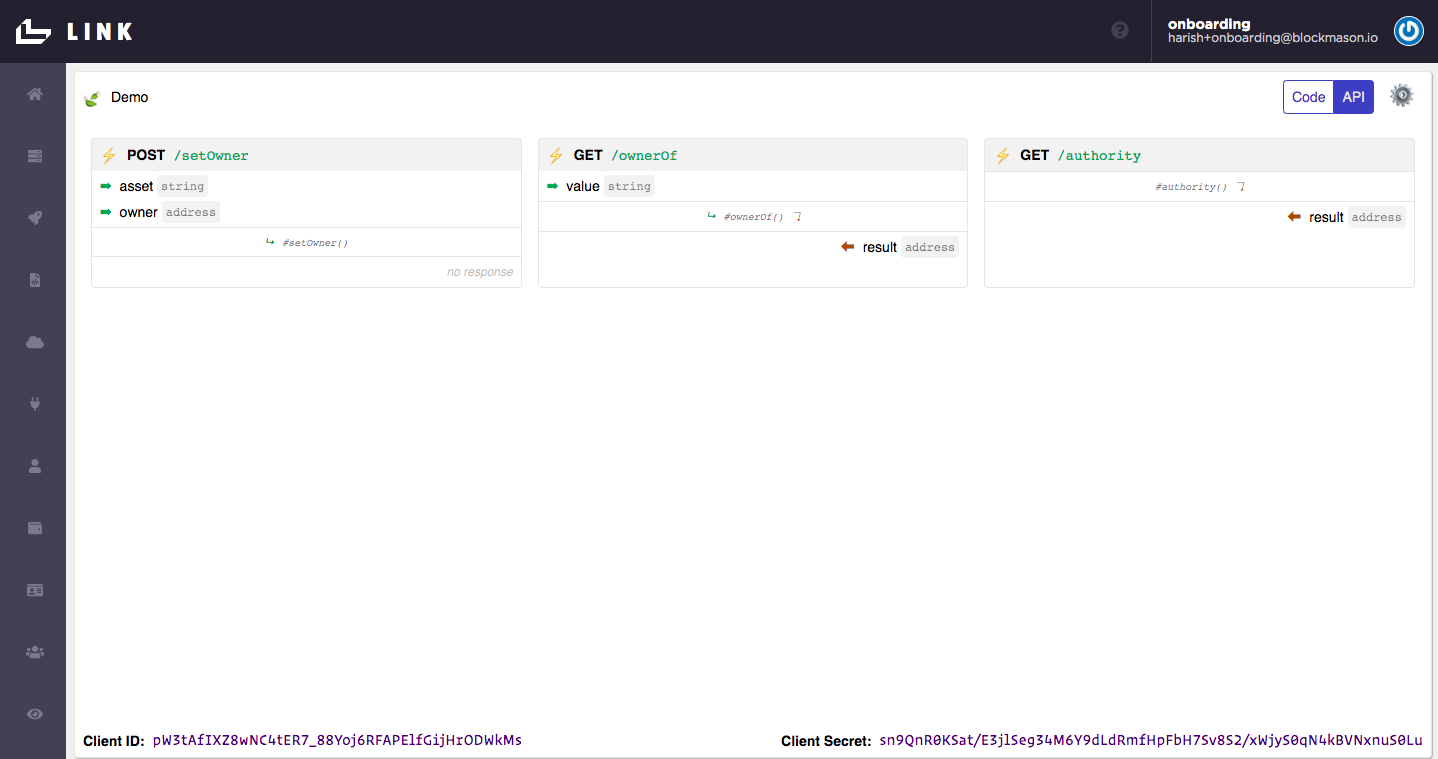 LINK
onboarding
harish+onboarding@blockmason.io
Demo
Code API
POST /setOwner
asset string
owner address
#setOwner()
no response
GET /ownerOf
value string
#ownerOf()
result address
GET /authority
#authority()
result address
Client ID: pW3tAfIXZ8wNC4tER7_88Yoj6RFAPElfGijHrODWkMs
Client Secret: sn9QnR0KSat/E3jlSeg34M6Y9dLdRmfHpFbH7Sv8S2/xWjyS0qN4kBVNxnuS0Lu